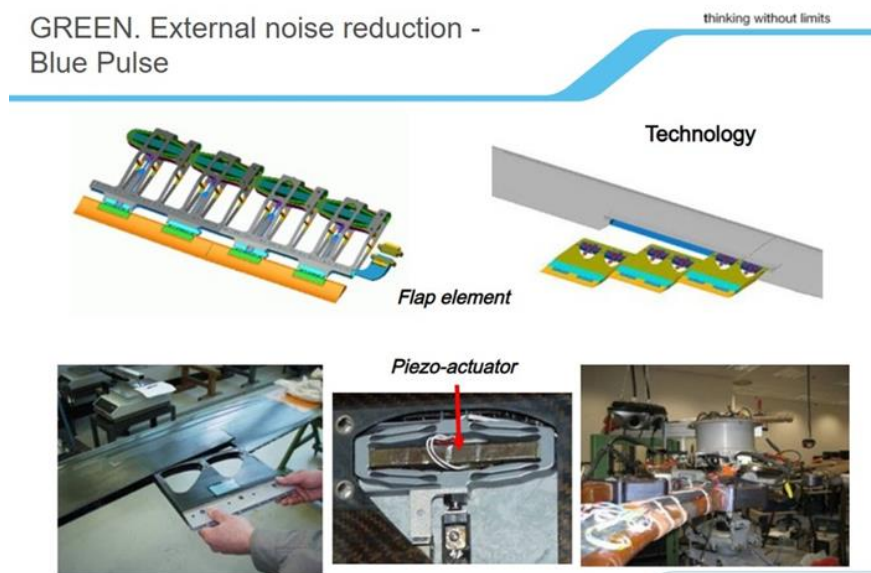 GREEN. External noise reduction -
Blue Pulse
thinking without limits
Technology
Flap element
Piezo-actuator